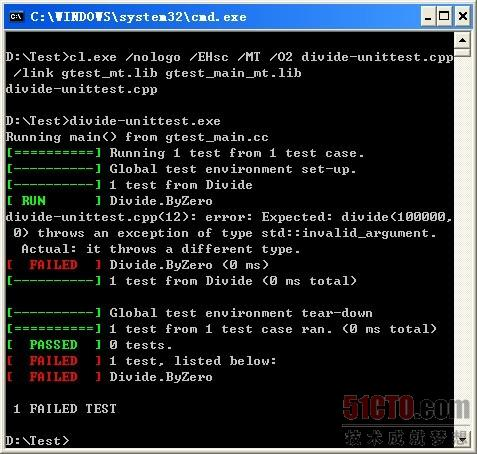 C:\WINDOWS\system32\cmd.exe
D:\Test>cl.exe /nologo /EHsc /MT /O2 divide-unittest.cpp
/link gtest_mt.lib gtest_main_mt.lib
divide-unittest.cpp
D:\Test>divide-unittest.exe
Running main() from gtest_main.cc
[==========] Running 1 test from 1 test case.
[----------] Global test environment set-up.
[----------] 1 test from Divide
[ RUN      ] Divide.ByZero
divide-unittest.cpp(12): error: Expected: divide(100000,
0) throws an exception of type std::invalid_argument.
Actual: it throws a different type.
[  FAILED  ] Divide.ByZero (0 ms)
[----------] 1 test from Divide (0 ms total)
[----------] Global test environment tear-down
[==========] 1 test from 1 test case ran. (0 ms total)
[  PASSED  ] 0 tests.
[  FAILED  ] 1 test, listed below:
[  FAILED  ] Divide.ByZero
1 FAILED TEST
51CTO.com
技术成就梦想
D:\Test>